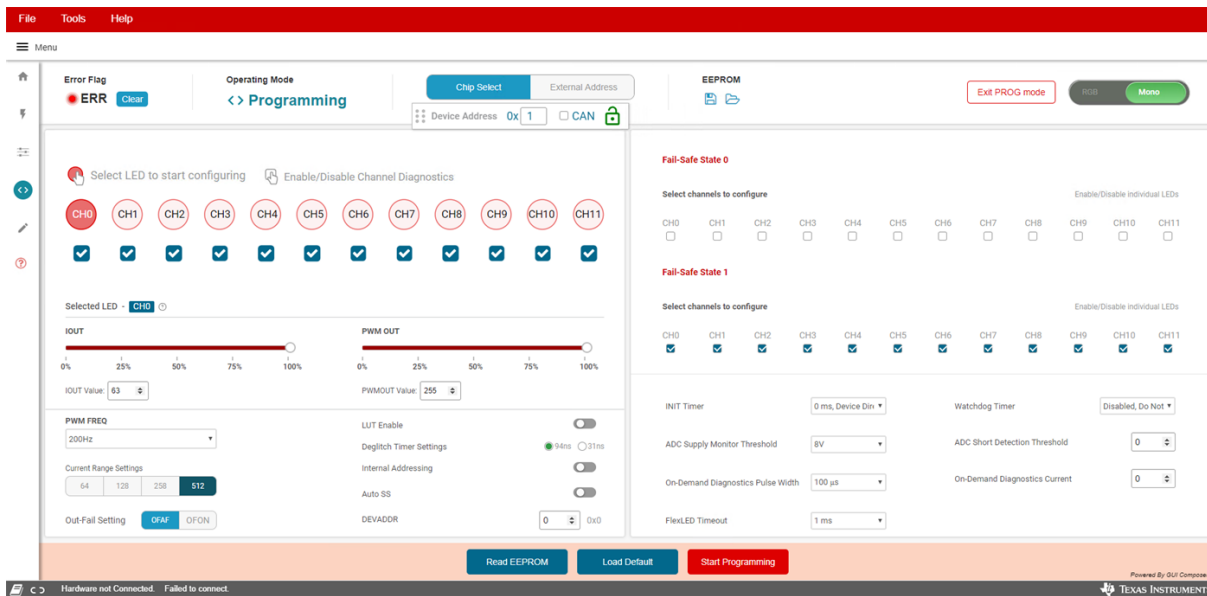 File Tools Help
Menu
Error Flag
ERR Clear
Operating Mode
<> Programming
Chip Select External Address
Device Address 0x 1 CAN
EEPROM
Exit PROG mode
RGB Mono
Select LED to start configuring Enable/Disable Channel Diagnostics
CH0 CH1 CH2 CH3 CH4 CH5 CH6 CH7 CH8 CH9 CH10 CH11
Selected LED - CH0
IOUT
0% 25% 50% 75% 100%
IOUT Value: 63
PWM OUT
0% 25% 50% 75% 100%
PWMOUT Value: 255
PWM FREQ
200Hz
Current Range Settings
64 128 258 512
Out-Fail Setting OFAF OFON
LUT Enable
Deglitch Timer Settings 94ns 31ns
Internal Addressing
Auto SS
DEVADDR 0 0x0
Fail-Safe State 0
Select channels to configure Enable/Disable individual LEDs
CH0 CH1 CH2 CH3 CH4 CH5 CH6 CH7 CH8 CH9 CH10 CH11
Fail-Safe State 1
Select channels to configure Enable/Disable individual LEDs
CH0 CH1 CH2 CH3 CH4 CH5 CH6 CH7 CH8 CH9 CH10 CH11
INIT Timer 0 ms, Device Dir Watchdog Timer Disabled, Do Not
ADC Supply Monitor Threshold 8V ADC Short Detection Threshold 0
On-Demand Diagnostics Pulse Width 100 µs On-Demand Diagnostics Current 0
FlexLED Timeout 1 ms
Read EEPROM Load Default Start Programming
Powered By GUI Compose
Hardware not Connected. Failed to connect. TEXAS INSTRUMENT